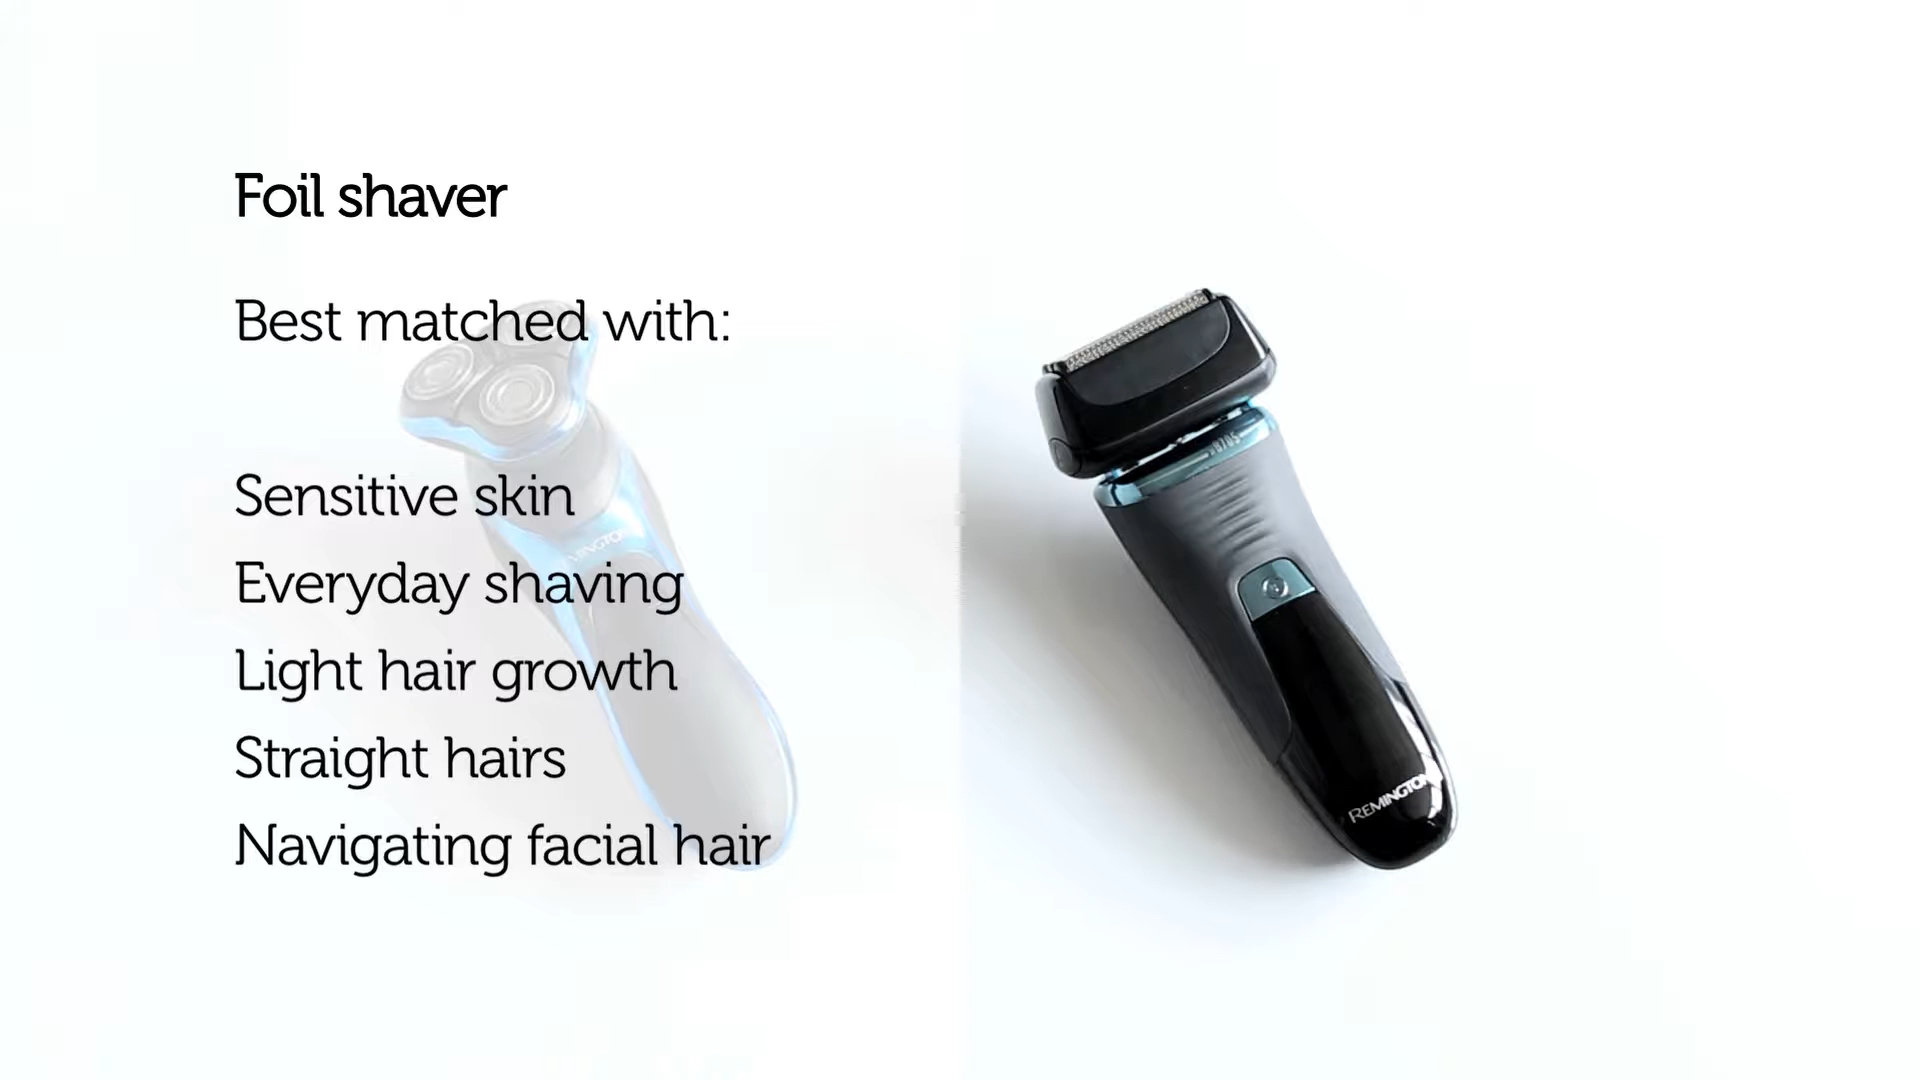 Foil shaver
Best matched with:
Sensitive skin
Everyday shaving
Light hair growth
Straight hairs
Navigating facial hair
REMINGTON